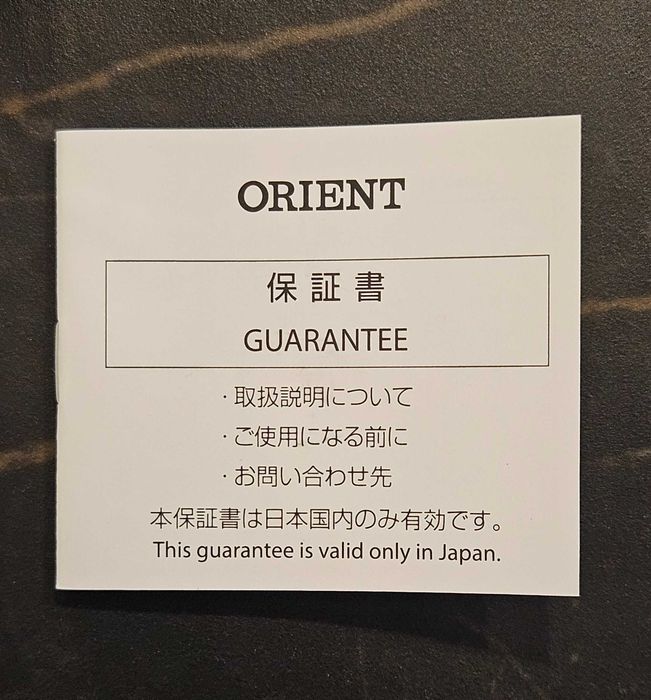 ORIENT
保証書
GUARANTEE
・取扱説明について
・ご使用になる前に
・お問い合わせ先
本保証書は日本国内のみ有効です。
This guarantee is valid only in Japan.